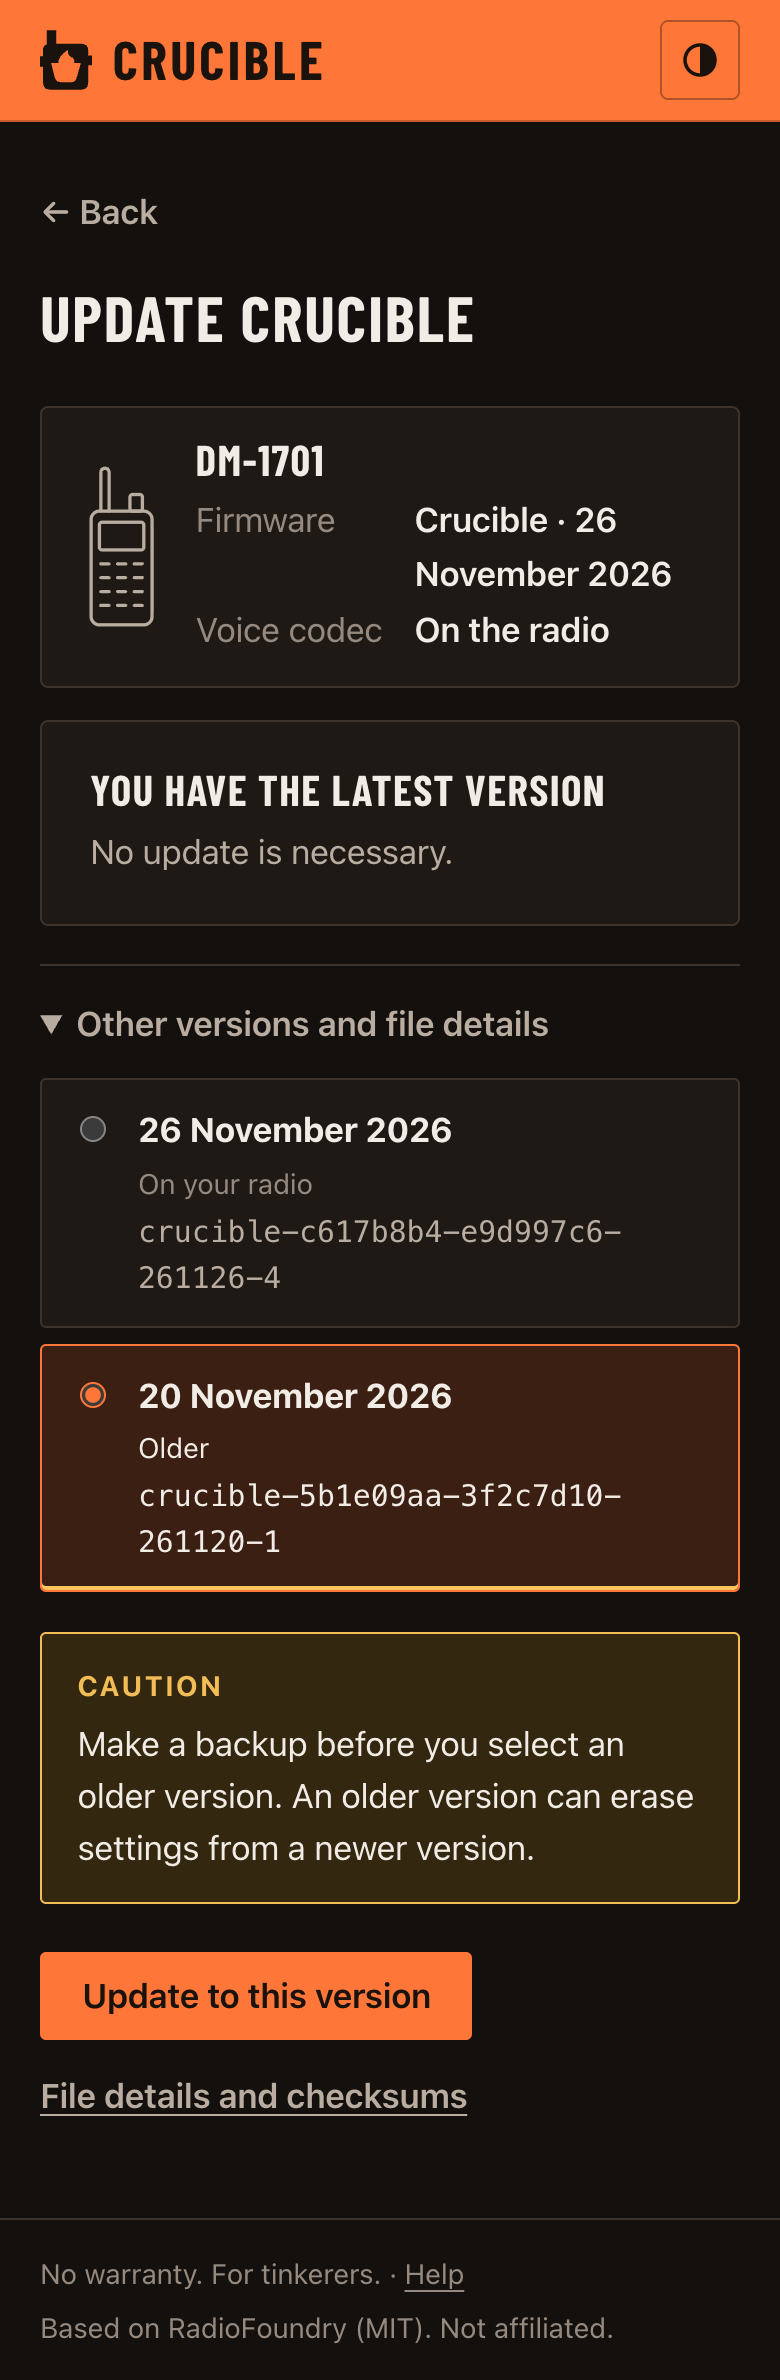 CRUCIBLE
← Back
UPDATE CRUCIBLE
DM-1701
Firmware Crucible · 26
November 2026
Voice codec On the radio
YOU HAVE THE LATEST VERSION
No update is necessary.
▼ Other versions and file details
26 November 2026
On your radio
crucible-c617b8b4-e9d997c6-
261126-4
20 November 2026
Older
crucible-5b1e09aa-3f2c7d10-
261120-1
CAUTION
Make a backup before you select an
older version. An older version can erase
settings from a newer version.
Update to this version
File details and checksums
No warranty. For tinkerers. · Help
Based on RadioFoundry (MIT). Not affiliated.